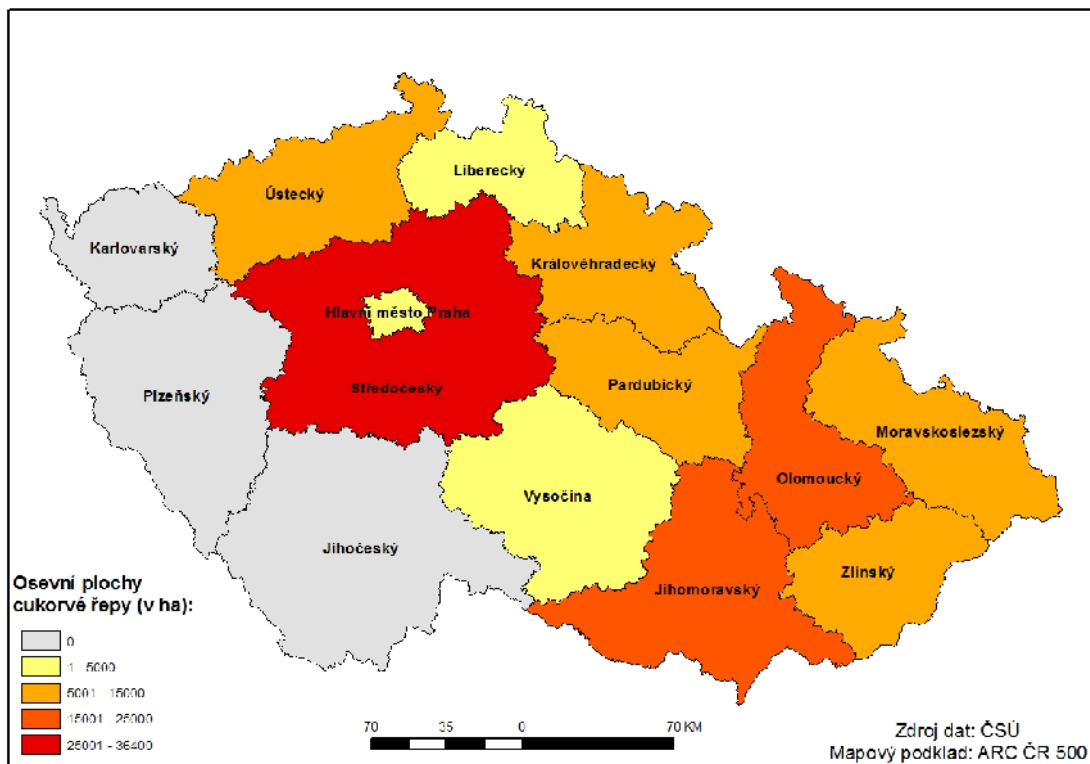 Liberecký
Ústecký
Karlovarský
Královéhradecký
Hlavní město Praha
Plzeňský
Středočeský
Pardubický
Moravskoslezský
Olomoucký
Vysočina
Jihočeský
Zlínský
Jihomoravský
Osevní plochy
cukorvé řepy (v ha):
0
1 - 5000
5001 - 15000
15001 - 25000
25001 - 36400
70 35 0 70 KM
Zdroj dat: ČSÚ
Mapový podklad: ARC ČR 500